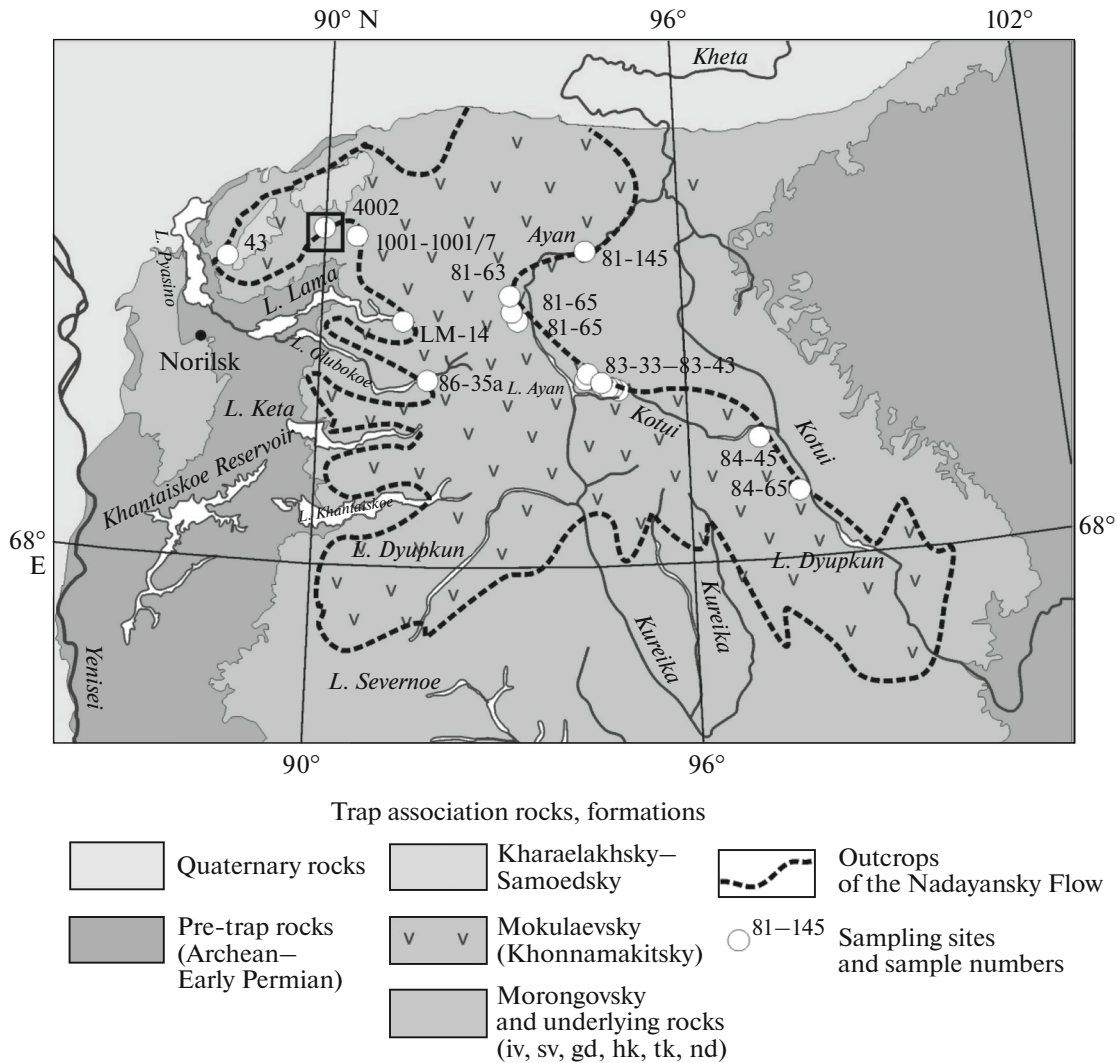 90° N
96°
102°
Kheta
4002
43
1001-1001/7
Ayan
81-145
81-63
L. Pyasino
L. Lama
81-65
81-65
LM-14
Norilsk
L. Glubokoe
83-33–83-43
86-35a
L. Ayan
L. Keta
Kotui
Kotui
84-45
Khantaiskoe Reservoir
84-65
L. Khantaiskoe
68°
E
68°
L. Dyupkun
L. Dyupkun
Kureika
Kureika
Yenisei
L. Severnoe
90°
96°
Trap association rocks, formations
Quaternary rocks
Pre-trap rocks
(Archean–
Early Permian)
Kharaelakhsky–
Samoedsky
Mokulaevsky
(Khonnamakitsky)
Morongovsky
and underlying rocks
(iv, sv, gd, hk, tk, nd)
Outcrops
of the Nadayansky Flow
81–145
Sampling sites
and sample numbers